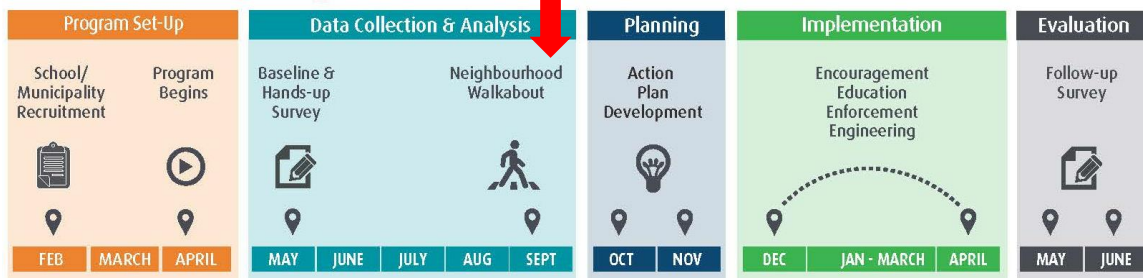 Program Set-Up
School/
Municipality
Recruitment
Program
Begins
FEB
MARCH
APRIL
Data Collection & Analysis
Baseline &
Hands-up
Survey
Neighbourhood
Walkabout
MAY
JUNE
JULY
AUG
SEPT
Planning
Action
Plan
Development
OCT
NOV
Implementation
Encouragement
Education
Enforcement
Engineering
DEC
JAN - MARCH
APRIL
Evaluation
Follow-up
Survey
MAY
JUNE